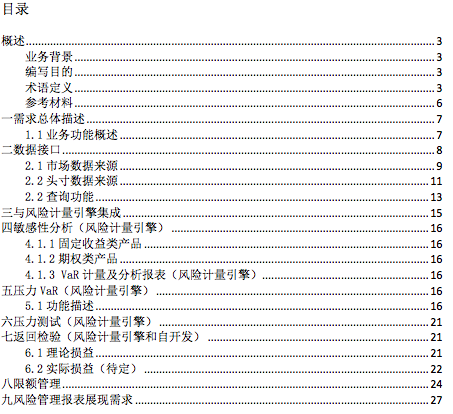 目录
概述 3
业务背景 3
编写目的 3
术语定义 3
参考材料 6
一需求总体描述 7
1.1 业务功能概述 7
二数据接口 8
2.1 市场数据来源 9
2.2 头寸数据来源 11
2.2 查询功能 13
三与风险计量引擎集成 15
四敏感性分析（风险计量引擎） 16
4.1.1 固定收益类产品 16
4.1.2 期权类产品 16
4.1.3 VaR 计量及分析报表（风险计量引擎） 16
五压力 VaR（风险计量引擎） 16
5.1 功能描述 16
六压力测试（风险计量引擎） 21
七返回检验（风险计量引擎和自开发） 21
6.1 理论损益 21
6.2 实际损益（待定） 22
八限额管理 24
九风险管理报表展现需求 27